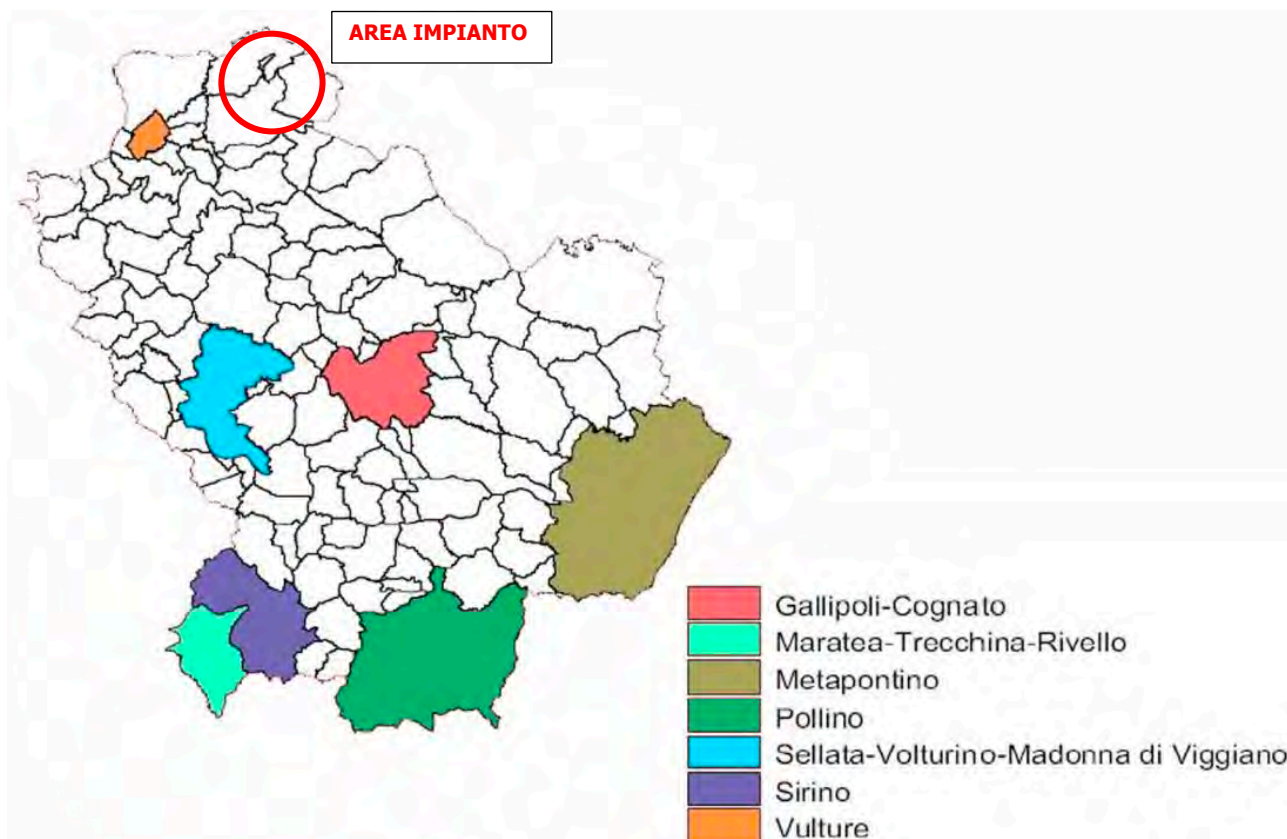 AREA IMPIANTO
Gallipoli-Cognato
Maratea-Trecchina-Rivello
Metapontino
Pollino
Sellata-Volturino-Madonna di Viggiano
Sirino
Vulture